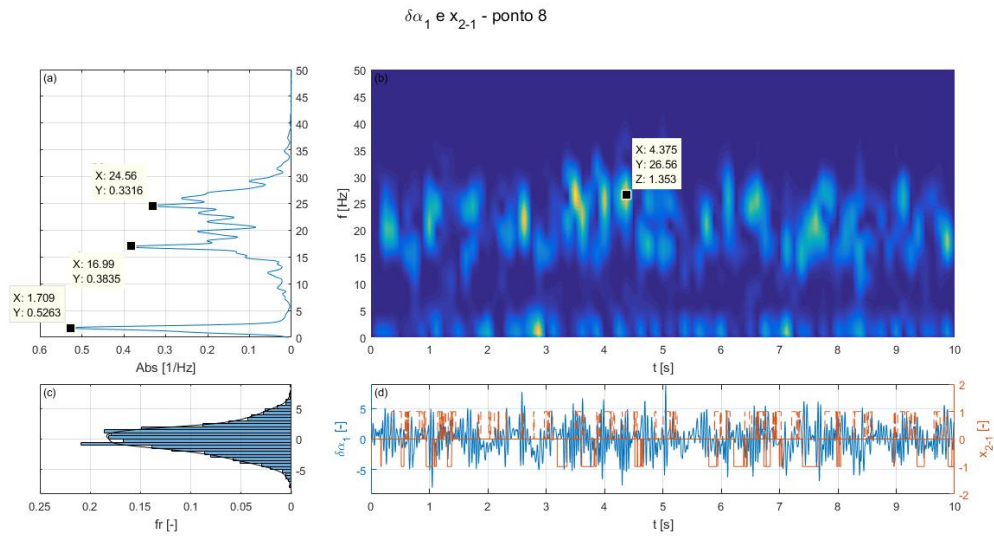 δα1 e x2-1 - ponto 8
(a)
50
45
40
35
30
25
20
15
10
5
0
X: 24.56
Y: 0.3316
X: 16.99
Y: 0.3835
X: 1.709
Y: 0.5263
0.6 0.5 0.4 0.3 0.2 0.1 0
Abs [1/Hz]
(b)
f [Hz]
50
45
40
35
30
25
20
15
10
5
0
X: 4.375
Y: 26.56
Z: 1.353
0 1 2 3 4 5 6 7 8 9 10
t [s]
(c)
5
0
-5
0.25 0.2 0.15 0.1 0.05 0
fr [-]
(d)
δα1 [-]
5
0
-5
2
1
0
-1
-2
x2-1 [-]
0 1 2 3 4 5 6 7 8 9 10
t [s]